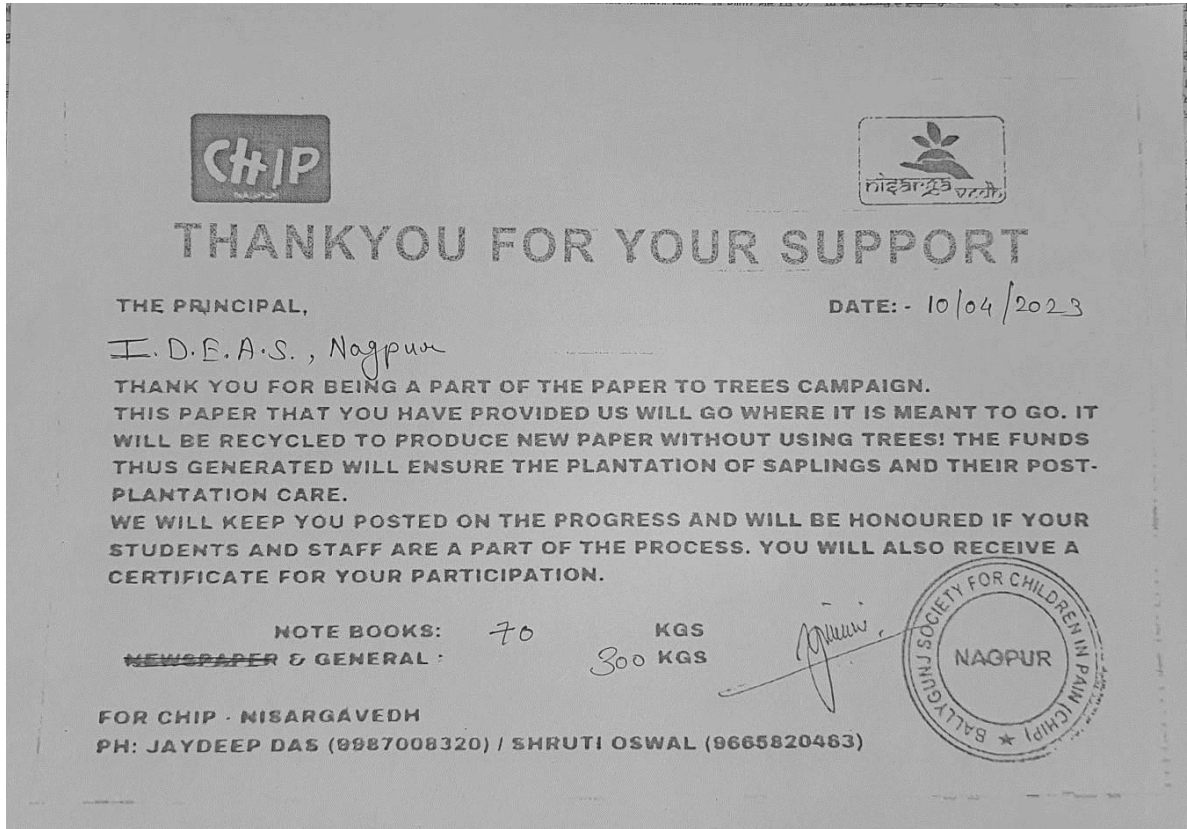 CHIP
nisarga vedh
THANKYOU FOR YOUR SUPPORT
THE PRINCIPAL,
DATE: - 10/04/2023
I.D.E.A.S., Nagpur
THANK YOU FOR BEING A PART OF THE PAPER TO TREES CAMPAIGN.
THIS PAPER THAT YOU HAVE PROVIDED US WILL GO WHERE IT IS MEANT TO GO. IT
WILL BE RECYCLED TO PRODUCE NEW PAPER WITHOUT USING TREES! THE FUNDS
THUS GENERATED WILL ENSURE THE PLANTATION OF SAPLINGS AND THEIR POST-
PLANTATION CARE.
WE WILL KEEP YOU POSTED ON THE PROGRESS AND WILL BE HONOURED IF YOUR
STUDENTS AND STAFF ARE A PART OF THE PROCESS. YOU WILL ALSO RECEIVE A
CERTIFICATE FOR YOUR PARTICIPATION.
NOTE BOOKS: 70 KGS
NEWSPAPER & GENERAL : 300 KGS
BALLYGUNJ SOCIETY FOR CHILDREN IN PAIN (CHIP) ★
NAGPUR
FOR CHIP - NISARGAVEDH
PH: JAYDEEP DAS (9987008320) / SHRUTI OSWAL (9665820463)